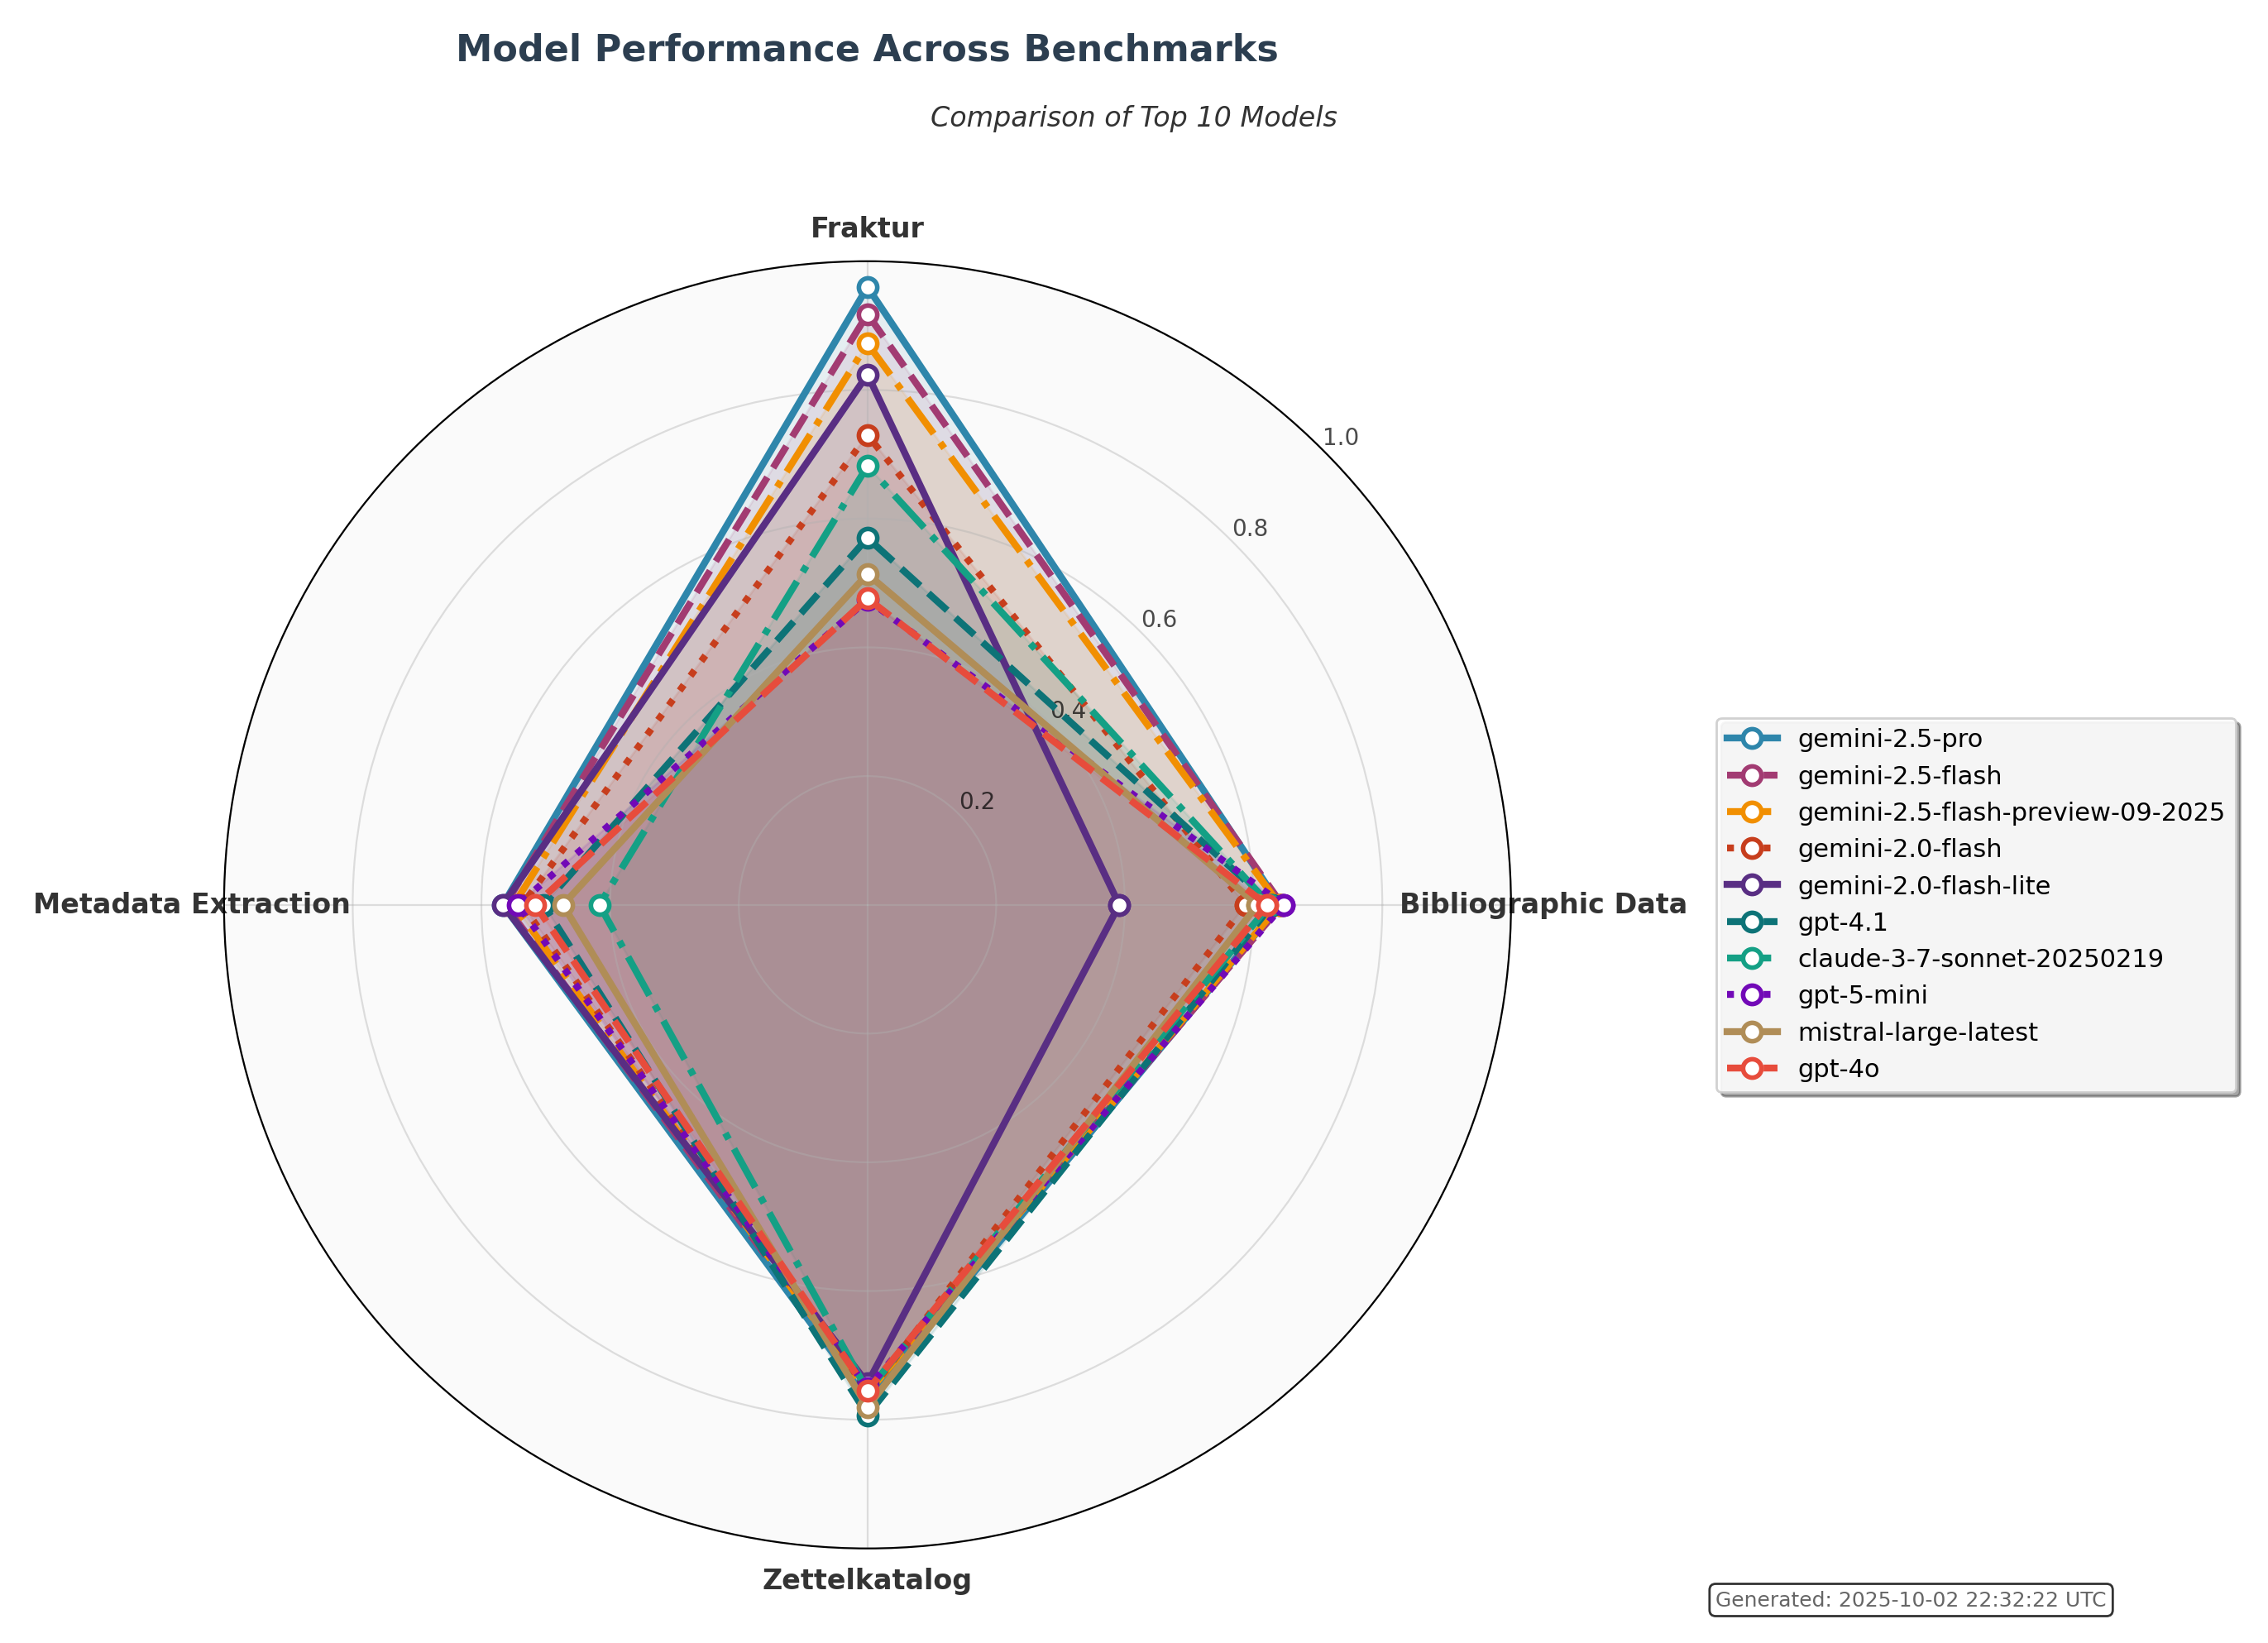 Model Performance Across Benchmarks
Comparison of Top 10 Models
Fraktur
1.0
0.8
0.6
0.4
0.2
Metadata Extraction
Bibliographic Data
Zettelkatalog
gemini-2.5-pro
gemini-2.5-flash
gemini-2.5-flash-preview-09-2025
gemini-2.0-flash
gemini-2.0-flash-lite
gpt-4.1
claude-3-7-sonnet-20250219
gpt-5-mini
mistral-large-latest
gpt-4o
Generated: 2025-10-02 22:32:22 UTC